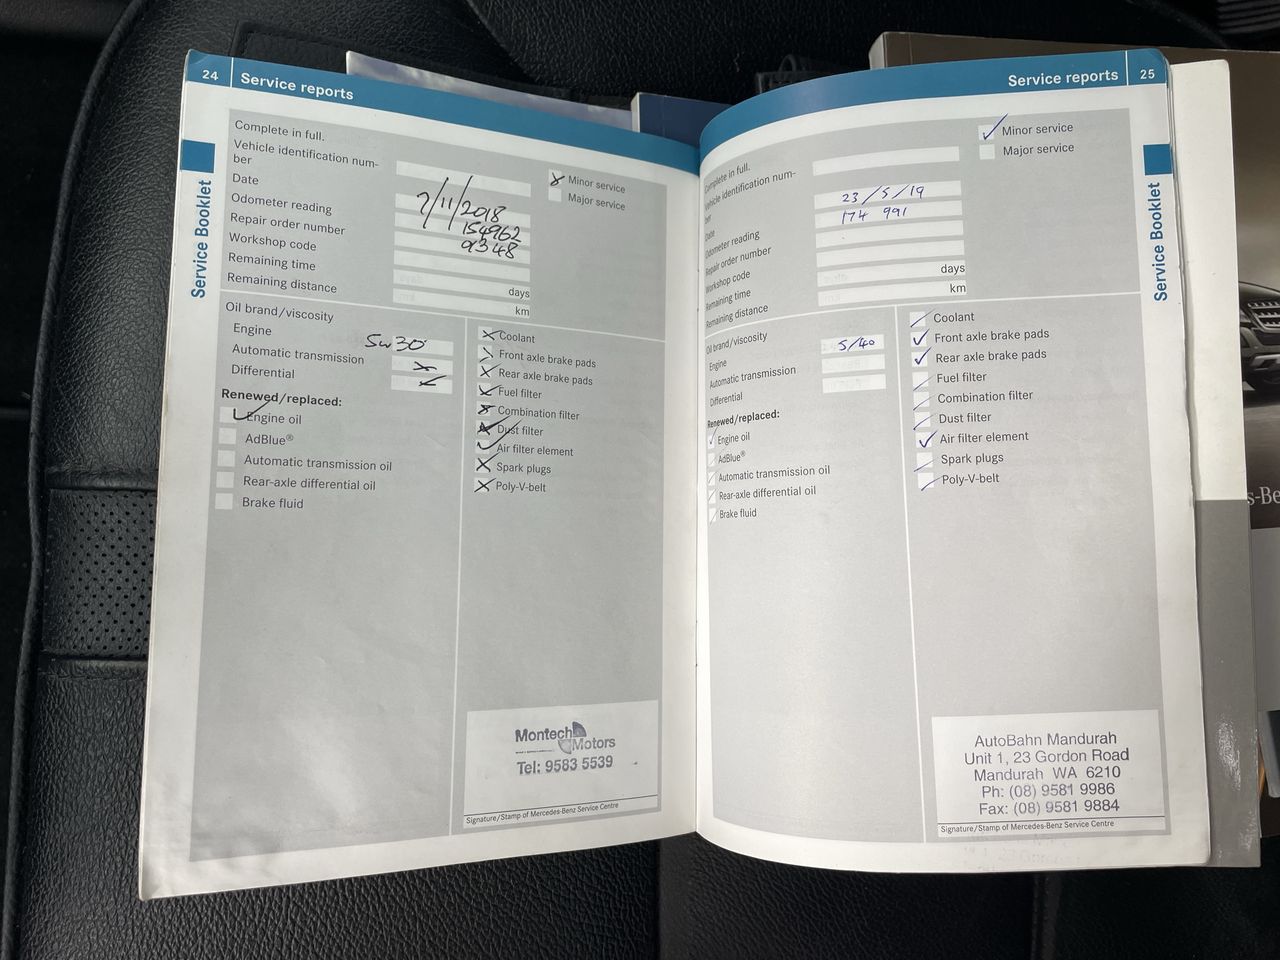 24 Service reports
Service Booklet
Complete in full.
Vehicle identification num-
ber
Date 7/11/2018
Odometer reading 154962
Repair order number 91348
Workshop code
Remaining time days
Remaining distance km
Minor service
Major service
Oil brand/viscosity
Engine 5w30
Automatic transmission
Differential
Renewed/replaced:
Engine oil
AdBlue®
Automatic transmission oil
Rear-axle differential oil
Brake fluid
Coolant
Front axle brake pads
Rear axle brake pads
Fuel filter
Combination filter
Dust filter
Air filter element
Spark plugs
Poly-V-belt
Montech
Motors
Tel: 9583 5539
Signature/Stamp of Mercedes-Benz Service Centre
Service reports 25
Service Booklet
Complete in full.
Vehicle identification num-
ber
Date 23/5/19
Odometer reading 174 991
Repair order number
Workshop code
Remaining time days
Remaining distance km
Minor service
Major service
Oil brand/viscosity
Engine 5/40
Automatic transmission
Differential
Renewed/replaced:
Engine oil
AdBlue®
Automatic transmission oil
Rear-axle differential oil
Brake fluid
Coolant
Front axle brake pads
Rear axle brake pads
Fuel filter
Combination filter
Dust filter
Air filter element
Spark plugs
Poly-V-belt
AutoBahn Mandurah
Unit 1, 23 Gordon Road
Mandurah WA 6210
Ph: (08) 9581 9986
Fax: (08) 9581 9884
Signature/Stamp of Mercedes-Benz Service Centre
s-Be